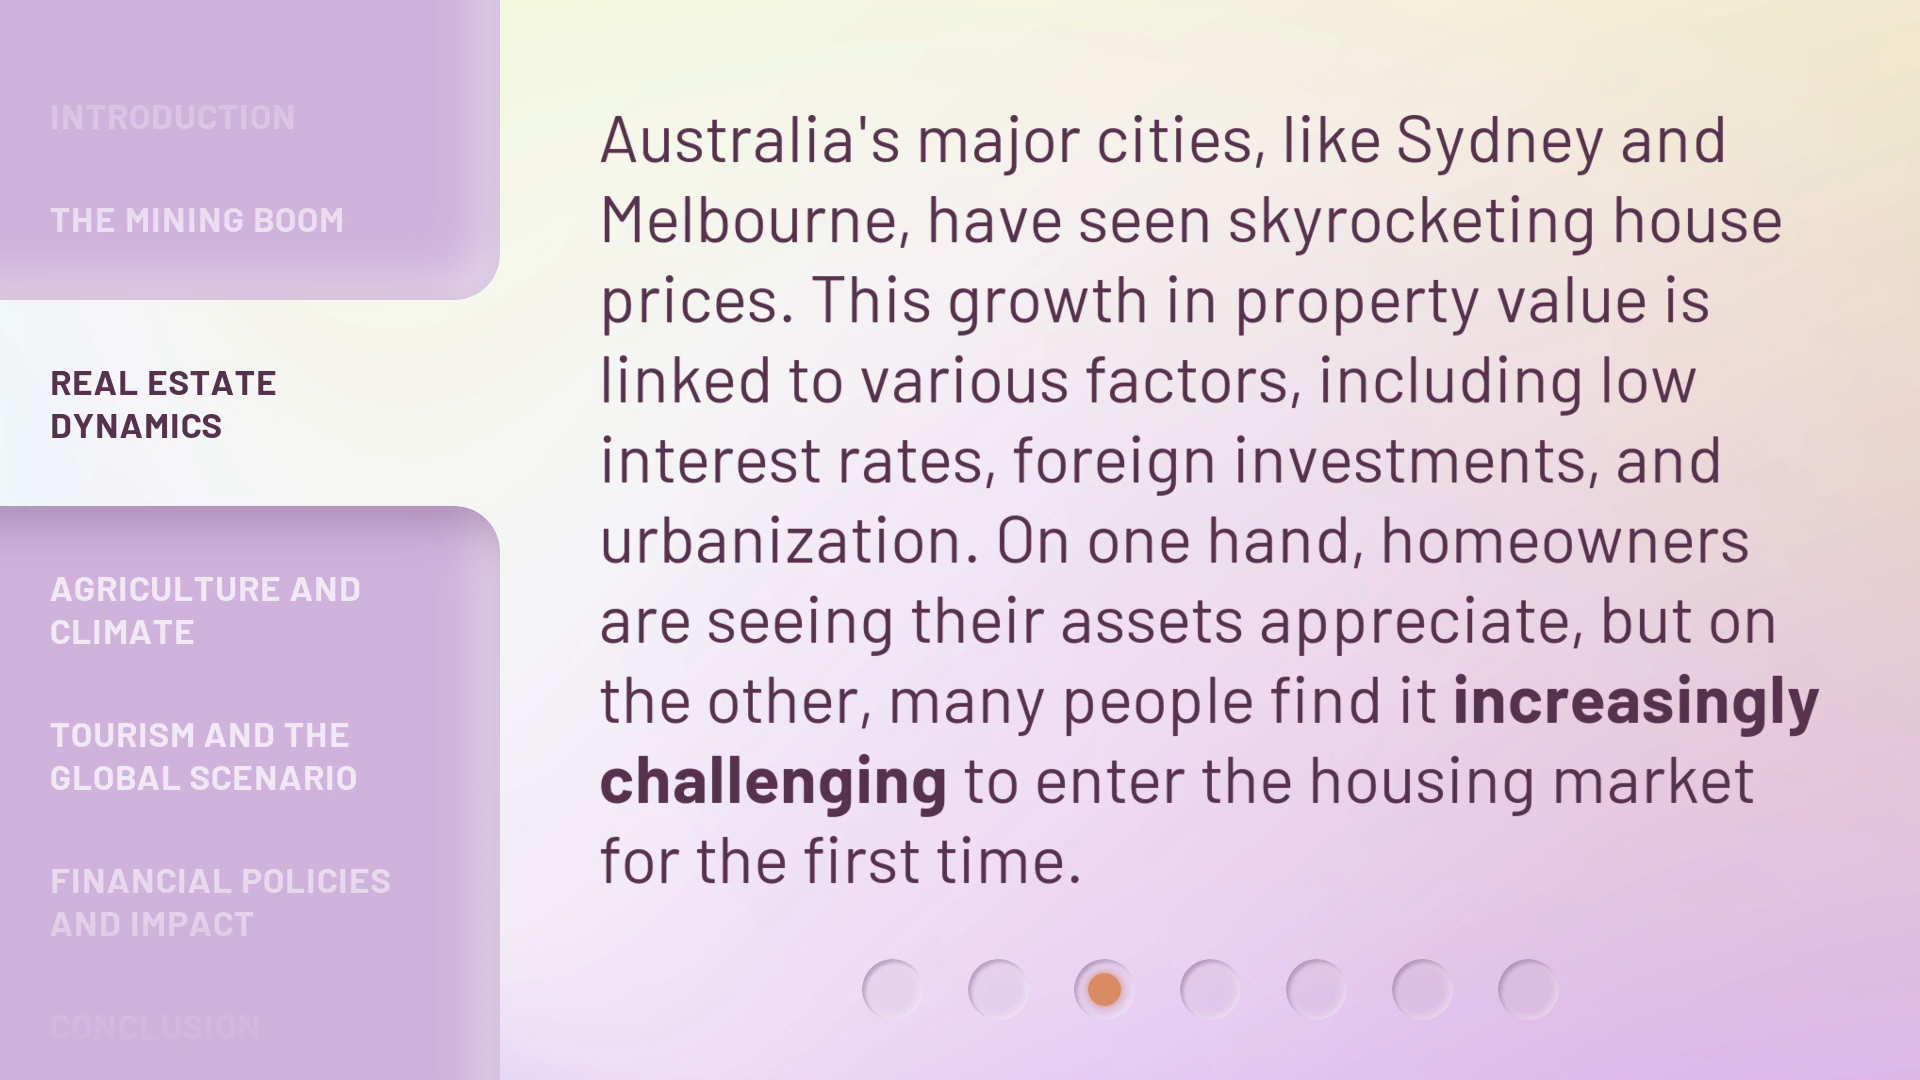 INTRODUCTION
THE MINING BOOM
REAL ESTATE
DYNAMICS
AGRICULTURE AND
CLIMATE
TOURISM AND THE
GLOBAL SCENARIO
FINANCIAL POLICIES
AND IMPACT
CONCLUSION
Australia's major cities, like Sydney and
Melbourne, have seen skyrocketing house
prices. This growth in property value is
linked to various factors, including low
interest rates, foreign investments, and
urbanization. On one hand, homeowners
are seeing their assets appreciate, but on
the other, many people find it increasingly
challenging to enter the housing market
for the first time.